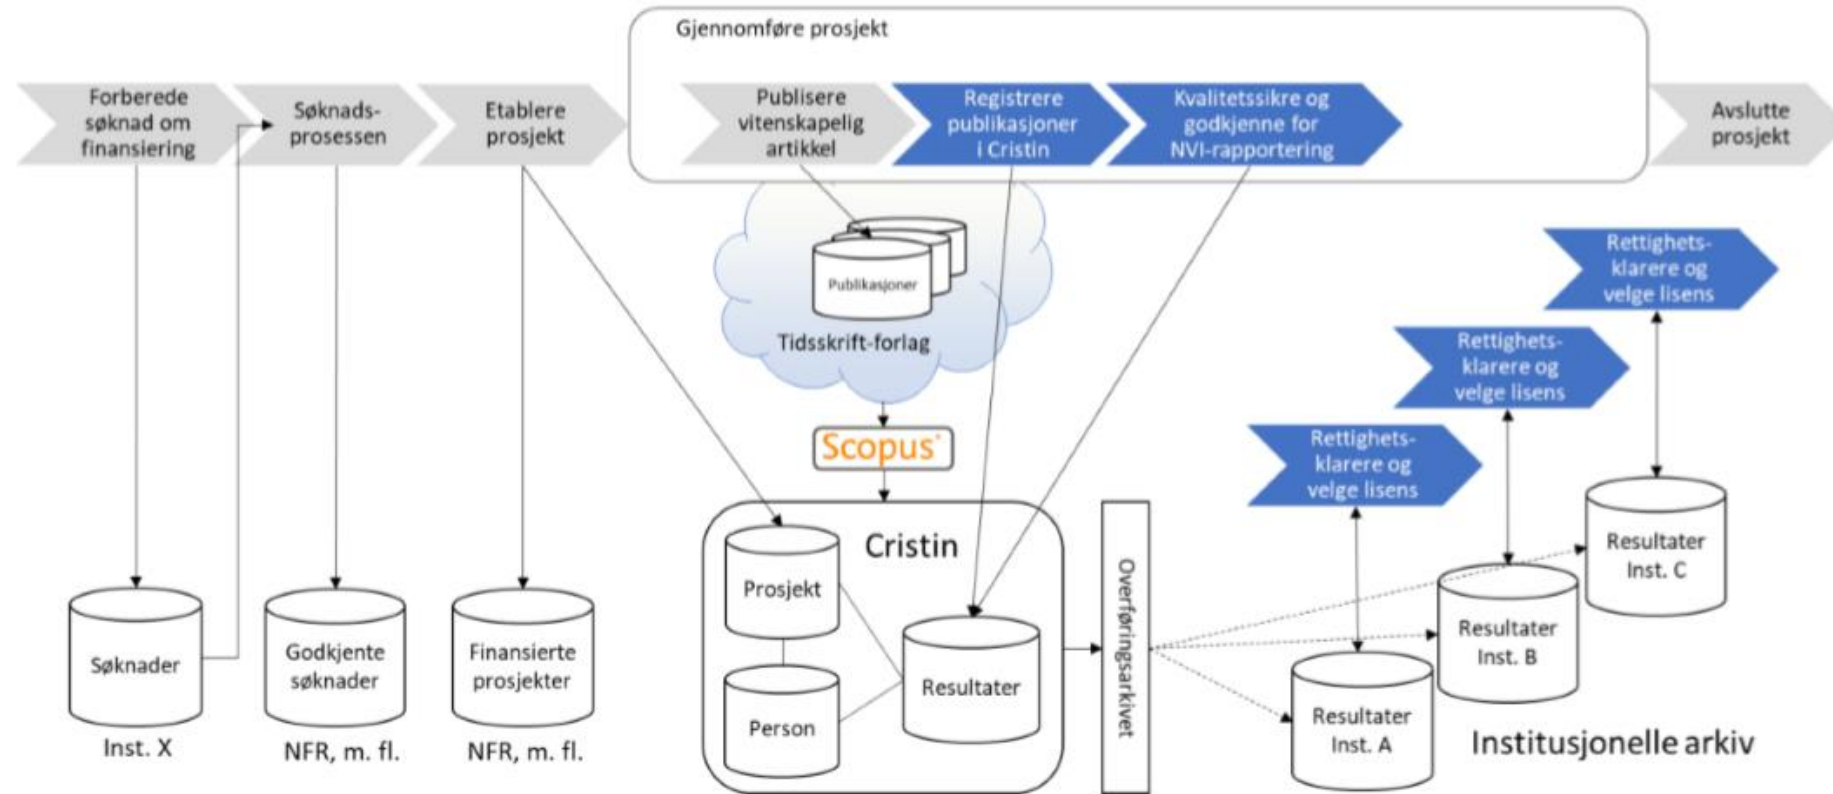 Gjennomføre prosjekt
Forberede
søknad om
finansiering
Søknads-
prosessen
Etablere
prosjekt
Publisere
vitenskapelig
artikkel
Registrere
publikasjoner
i Cristin
Kvalitetssikre og
godkjenne for
NVI-rapportering
Avslutte
prosjekt
Publikasjoner
Tidsskrift-forlag
Scopus®
Rettighets-
klarere og
velge lisens
Rettighets-
klarere og
velge lisens
Rettighets-
klarere og
velge lisens
Søknader
Inst. X
Godkjente
søknader
NFR, m. fl.
Finansierte
prosjekter
NFR, m. fl.
Cristin
Prosjekt
Person
Resultater
Overføringsarkivet
Resultater
Inst. A
Resultater
Inst. B
Resultater
Inst. C
Institusjonelle arkiv